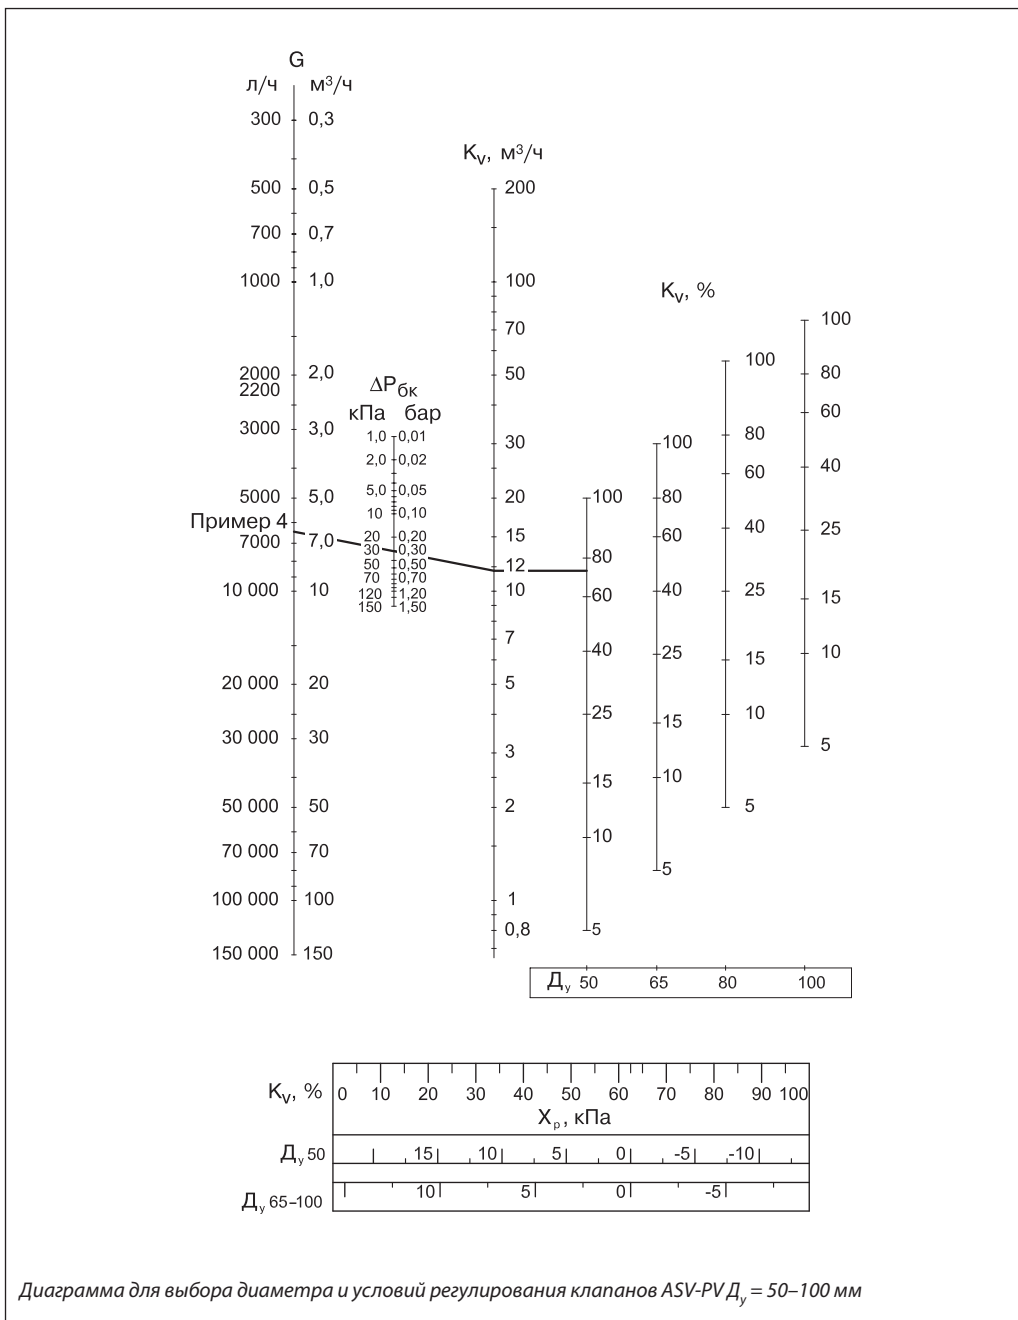 G
л/ч м³/ч
300 0,3
Kᵥ, м³/ч
500 0,5 200
700 0,7
1000 1,0 100
Kᵥ, %
100
70
2000 2,0 50 100 80
2200
ΔPбк
кПа бар
60
3000 3,0 80
1,0 0,01 30 100
2,0 0,02 60 40
5000 5,0 5,0 0,05 20 100 80
10 0,10
Пример 4
40 25
7000 7,0 20 0,20 15 60
30 0,30
50 0,50 12 80
70 0,70
10 000 10 120 1,20 10 60 40 25 15
150 1,50
7
40 25 15 10
20 000 20 5
25 15 10
30 000 30 3 5
15 10
50 000 50 2 5
10
70 000 70
5
100 000 100 1
0,8 5
150 000 150
Ду 50 65 80 100
Kᵥ, % 0 10 20 30 40 50 60 70 80 90 100
Xₚ, кПа
Ду 50 15 10 5 0 -5 -10
Ду 65–100 10 5 0 -5
Диаграмма для выбора диаметра и условий регулирования клапанов ASV-PV Ду = 50–100 мм